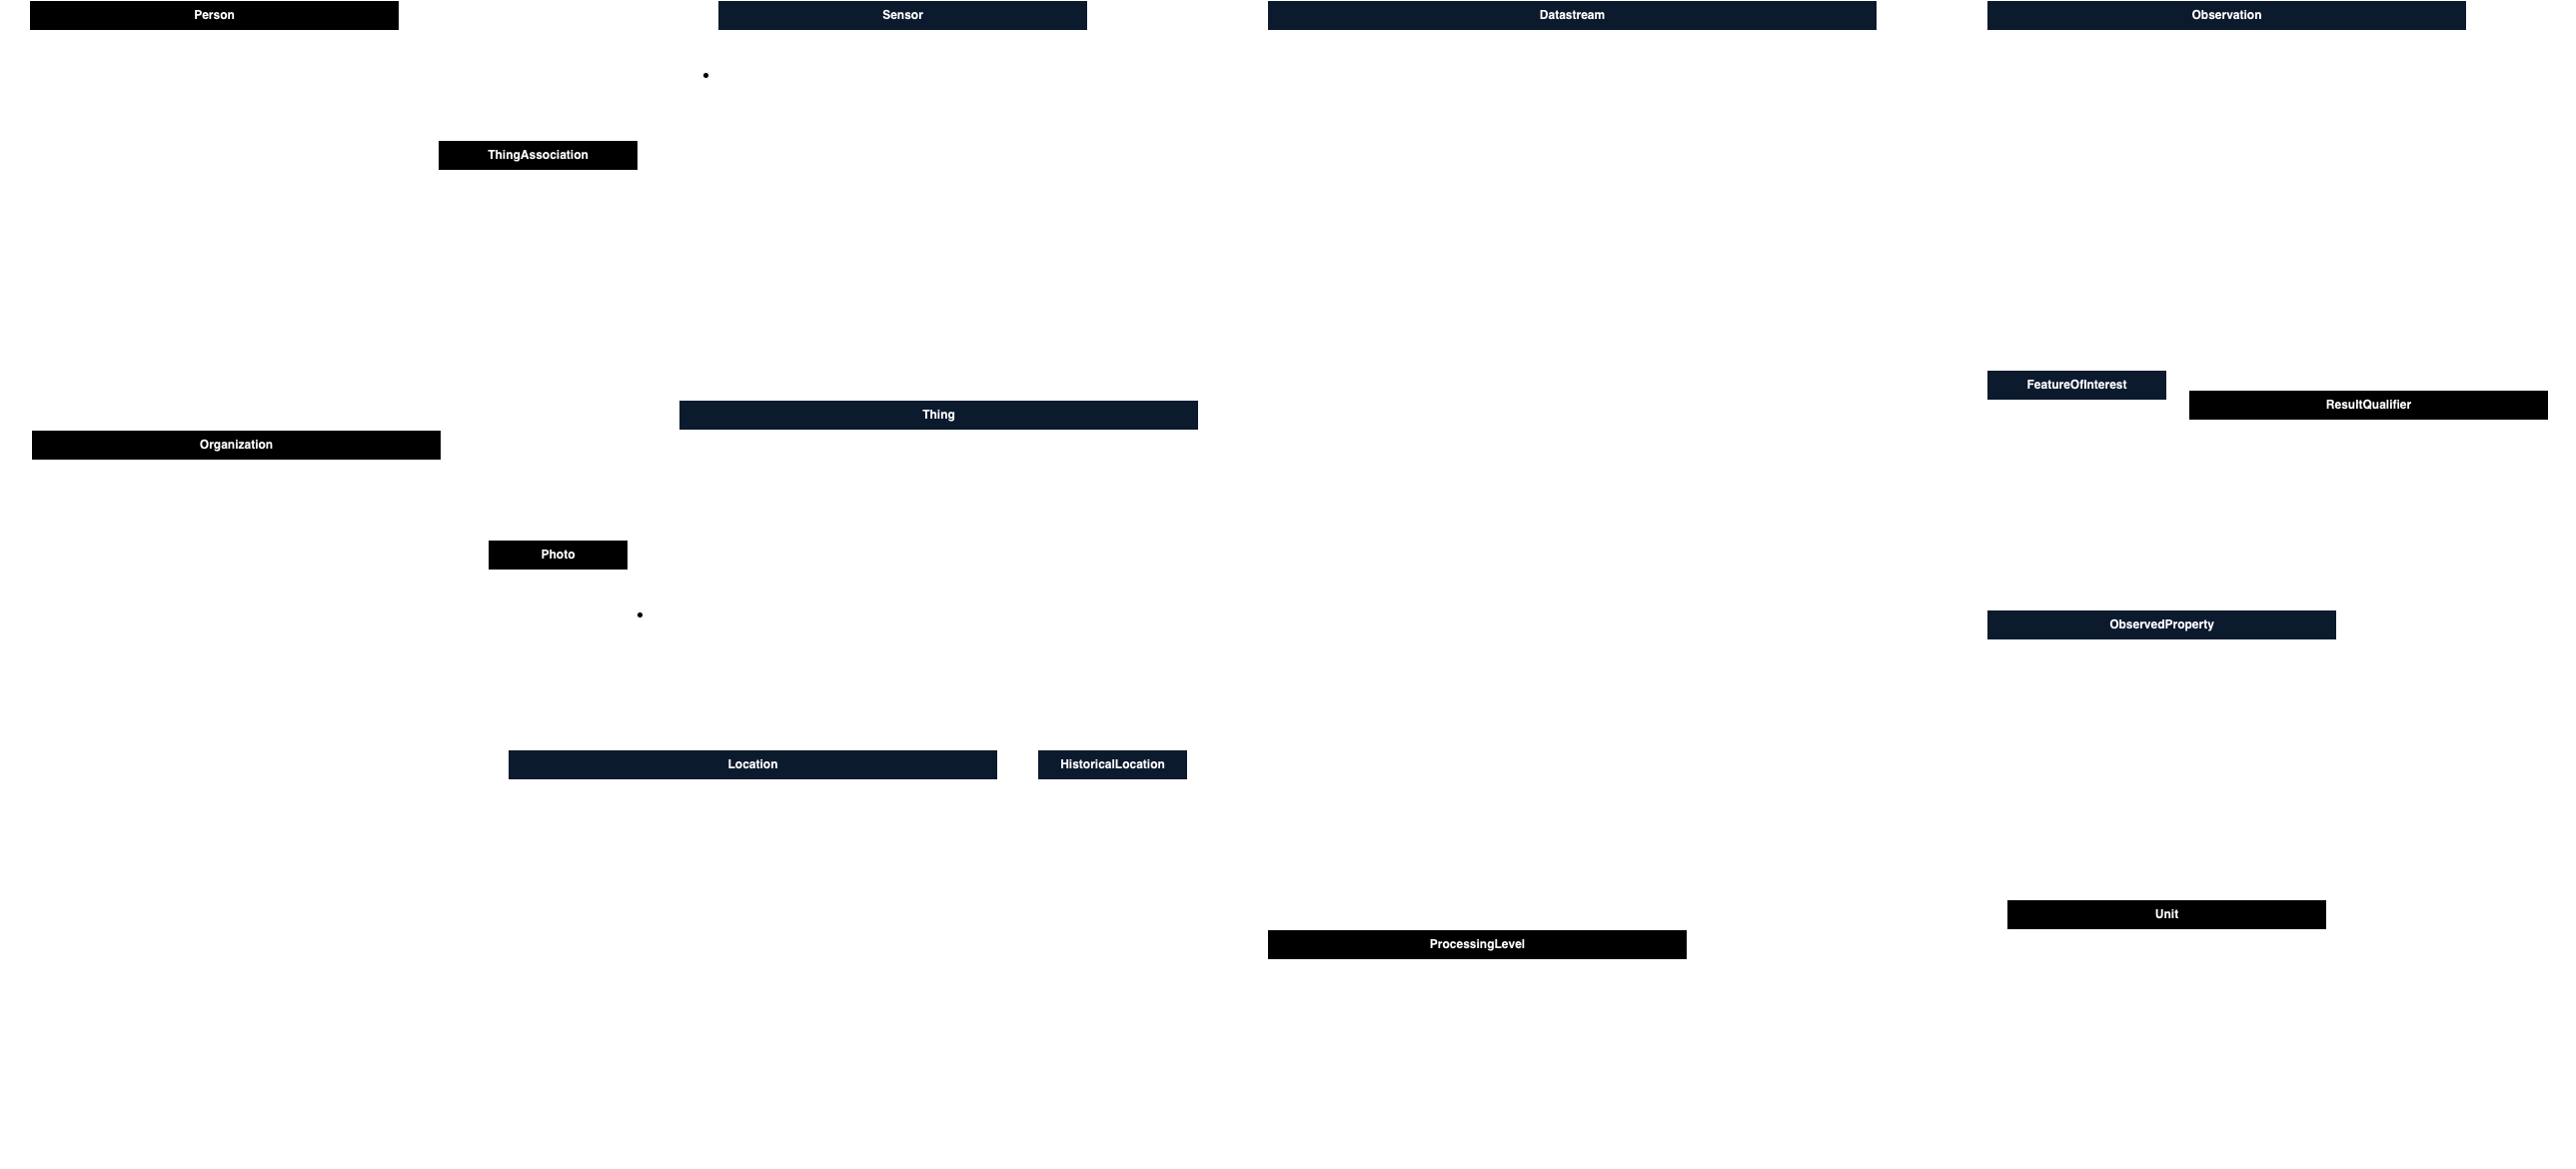 Person
Sensor
Datastream
Observation
ThingAssociation
FeatureOfInterest
ResultQualifier
Thing
Organization
Photo
ObservedProperty
Location
HistoricalLocation
Unit
ProcessingLevel